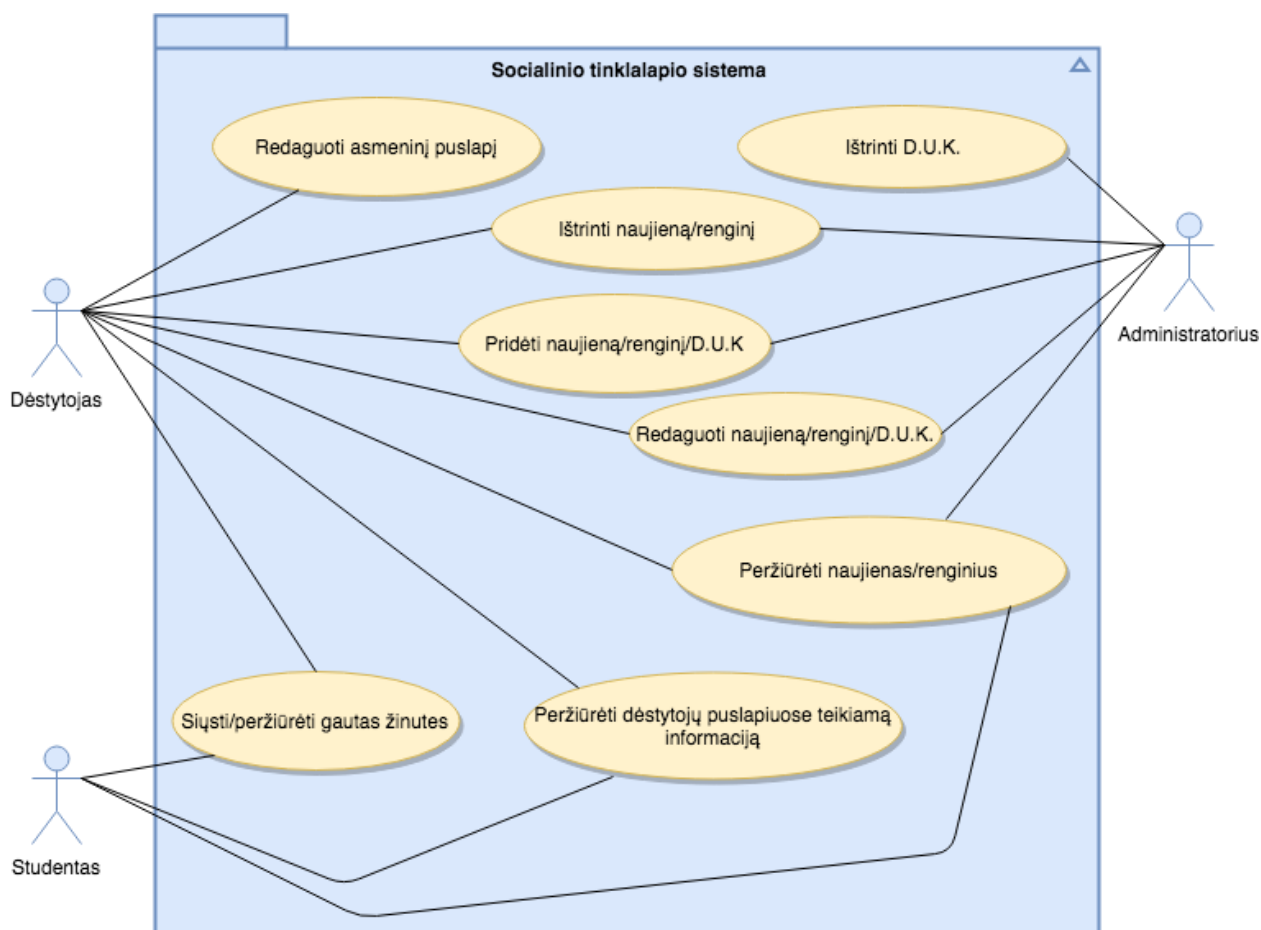 Socialinio tinklalapio sistema
Redaguoti asmeninį puslapį
Ištrinti D.U.K.
Ištrinti naujieną/renginį
Administratorius
Pridėti naujieną/renginį/D.U.K
Dėstytojas
Redaguoti naujieną/renginį/D.U.K.
Peržiūrėti naujienas/renginius
Siųsti/peržiūrėti gautas žinutes
Peržiūrėti dėstytojų puslapiuose teikiamą
informaciją
Studentas